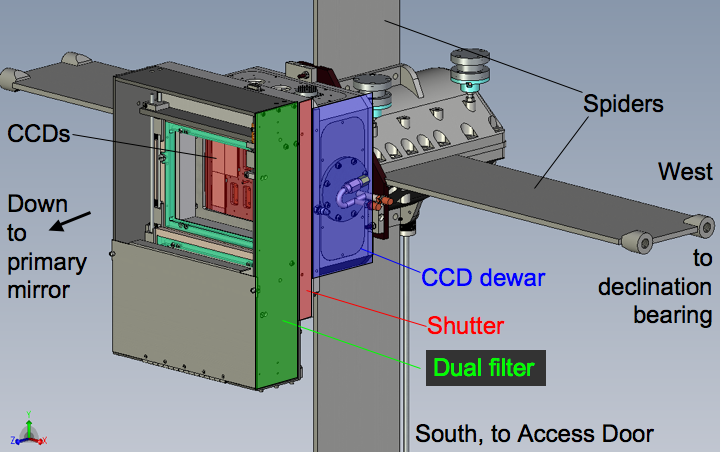 Spiders
CCDs
West
Down
to
primary
mirror
to
declination
bearing
CCD dewar
Shutter
Dual filter
South, to Access Door
Y
Z
X